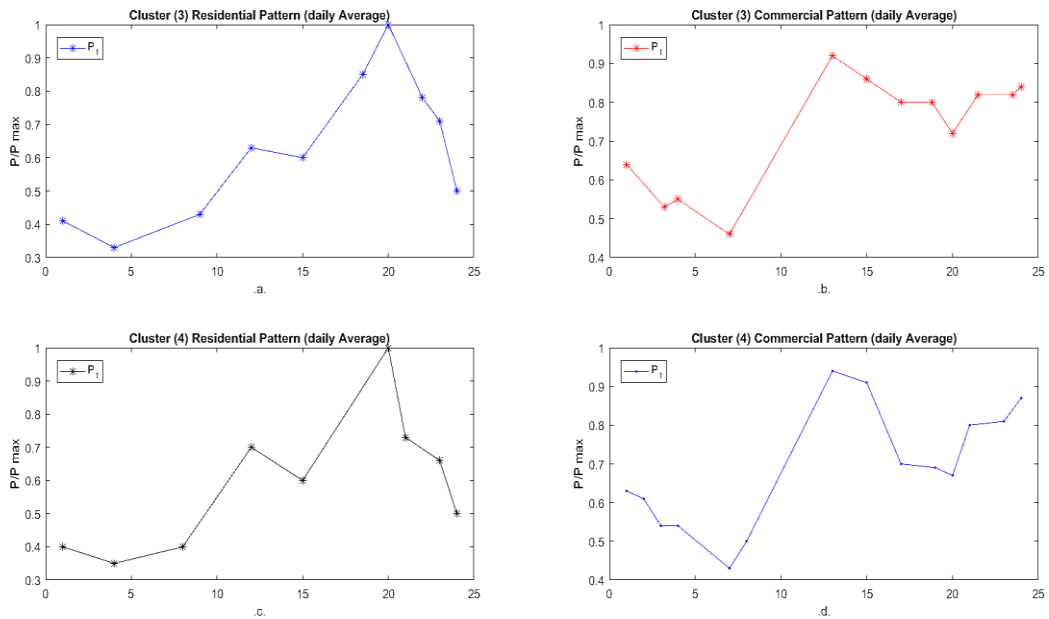 Cluster (3) Residential Pattern (daily Average)
1
0.9
0.8
0.7
0.6
0.5
0.4
0.3
P/P max
P1
0 5 10 15 20 25
.a.
Cluster (3) Commercial Pattern (daily Average)
1
0.9
0.8
0.7
0.6
0.5
0.4
P/P max
P1
0 5 10 15 20 25
.b.
Cluster (4) Residential Pattern (daily Average)
1
0.9
0.8
0.7
0.6
0.5
0.4
0.3
P/P max
P1
0 5 10 15 20 25
.c.
Cluster (4) Commercial Pattern (daily Average)
1
0.9
0.8
0.7
0.6
0.5
0.4
P/P max
P1
0 5 10 15 20 25
.d.